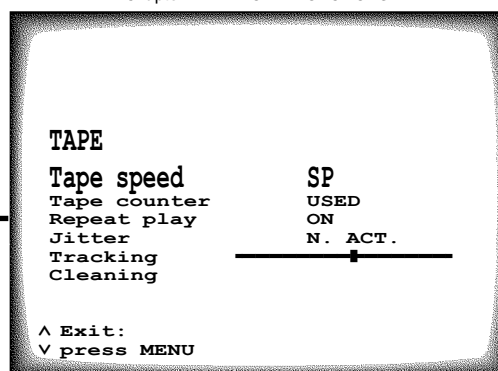 TAPE
Tape speed SP
Tape counter USED
Repeat play ON
Jitter N. ACT.
Tracking
Cleaning
^ Exit:
v press MENU